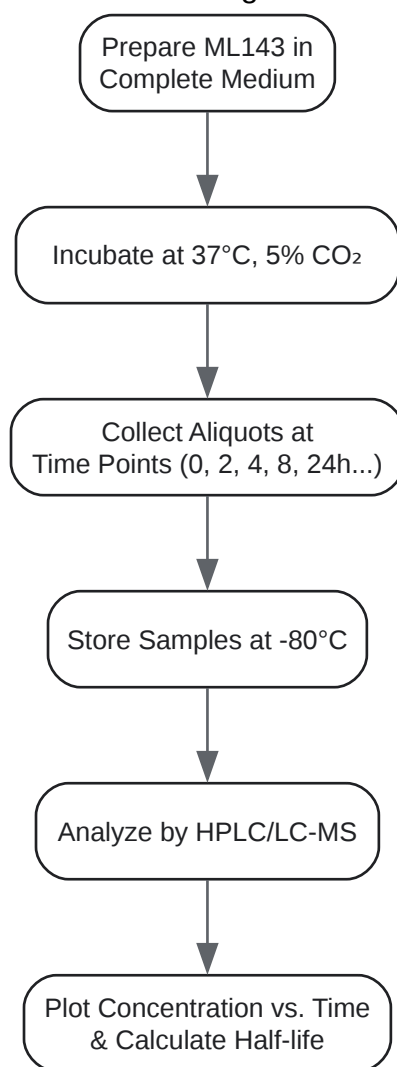 Prepare ML143 in
Complete Medium
Incubate at 37°C, 5% CO₂
Collect Aliquots at
Time Points (0, 2, 4, 8, 24h...)
Store Samples at -80°C
Analyze by HPLC/LC-MS
Plot Concentration vs. Time
& Calculate Half-life